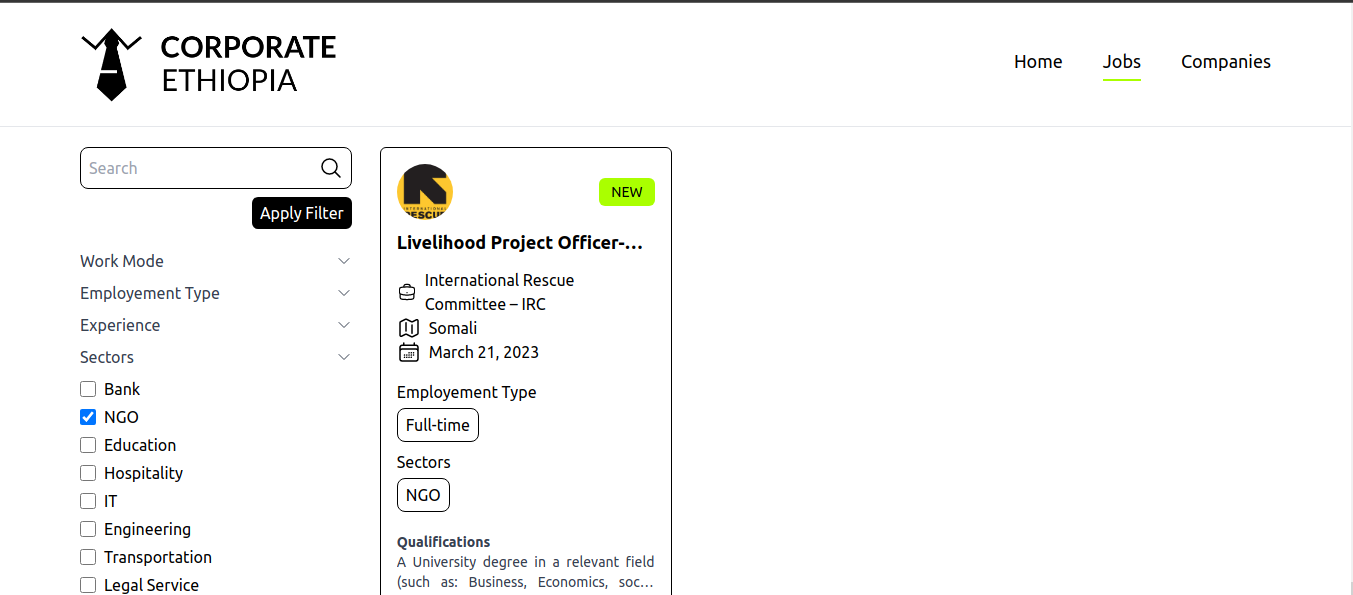 CORPORATE
ETHIOPIA
Home
Jobs
Companies
Search
Apply Filter
Work Mode
Employement Type
Experience
Sectors
Bank
NGO
Education
Hospitality
IT
Engineering
Transportation
Legal Service
INTERNATIONAL
RESCUE
NEW
Livelihood Project Officer-...
International Rescue
Committee – IRC
Somali
March 21, 2023
Employement Type
Full-time
Sectors
NGO
Qualifications
A University degree in a relevant field
(such as: Business, Economics, soc...